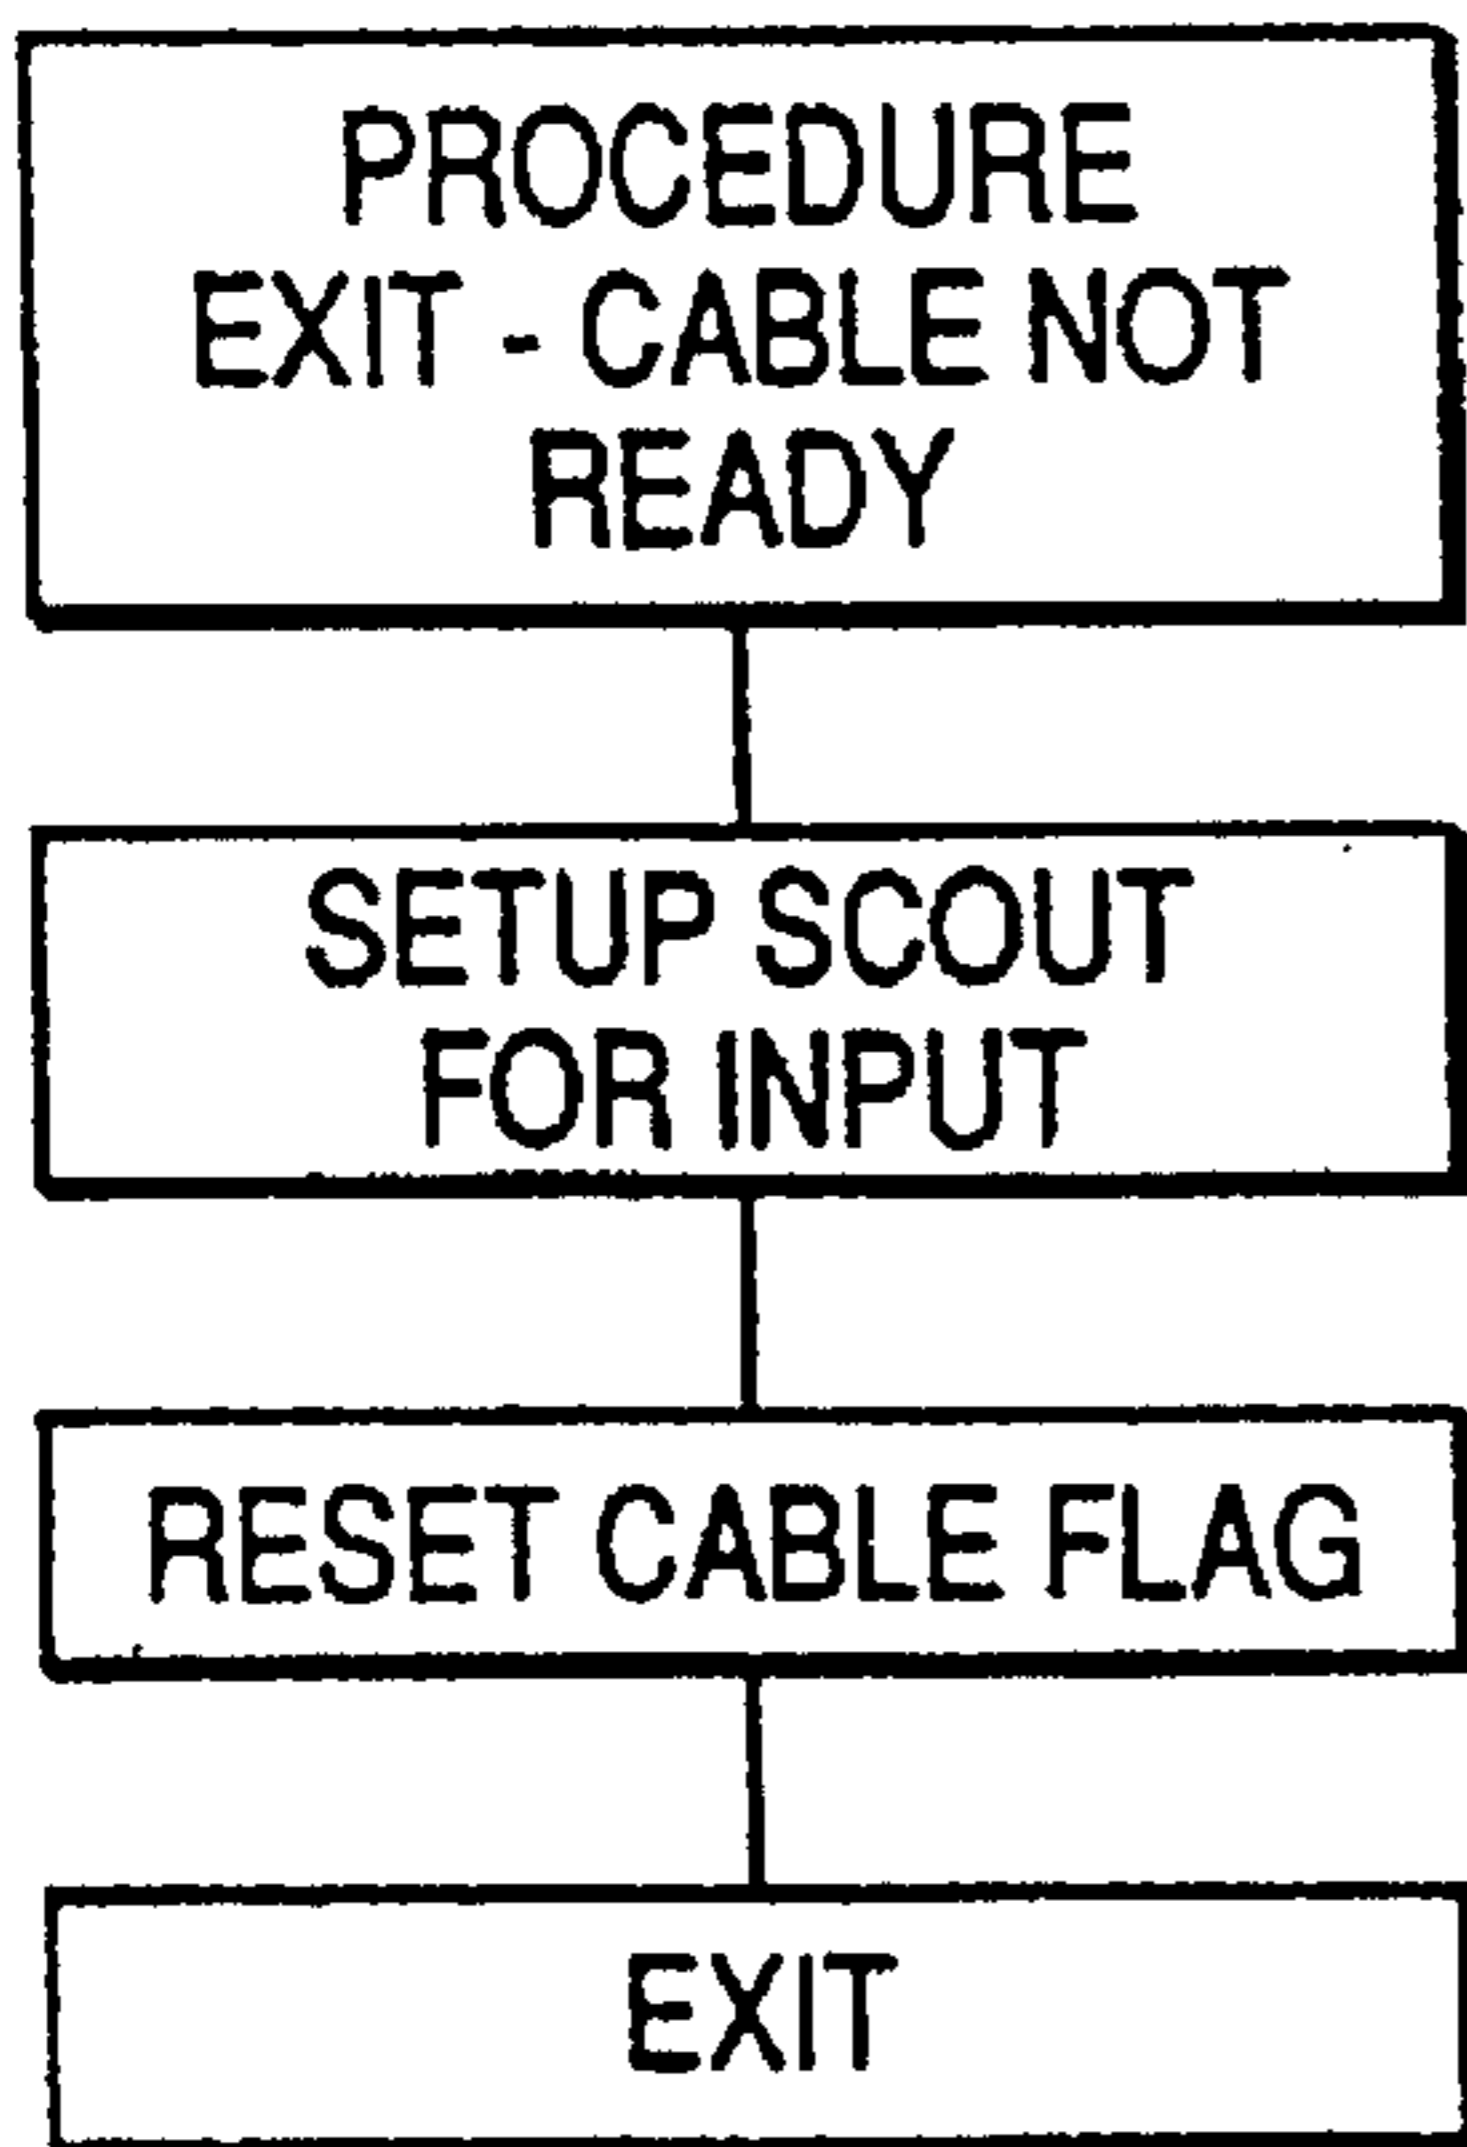 PROCEDURE
EXIT - CABLE NOT
READY
SETUP SCOUT
FOR INPUT
RESET CABLE FLAG
EXIT